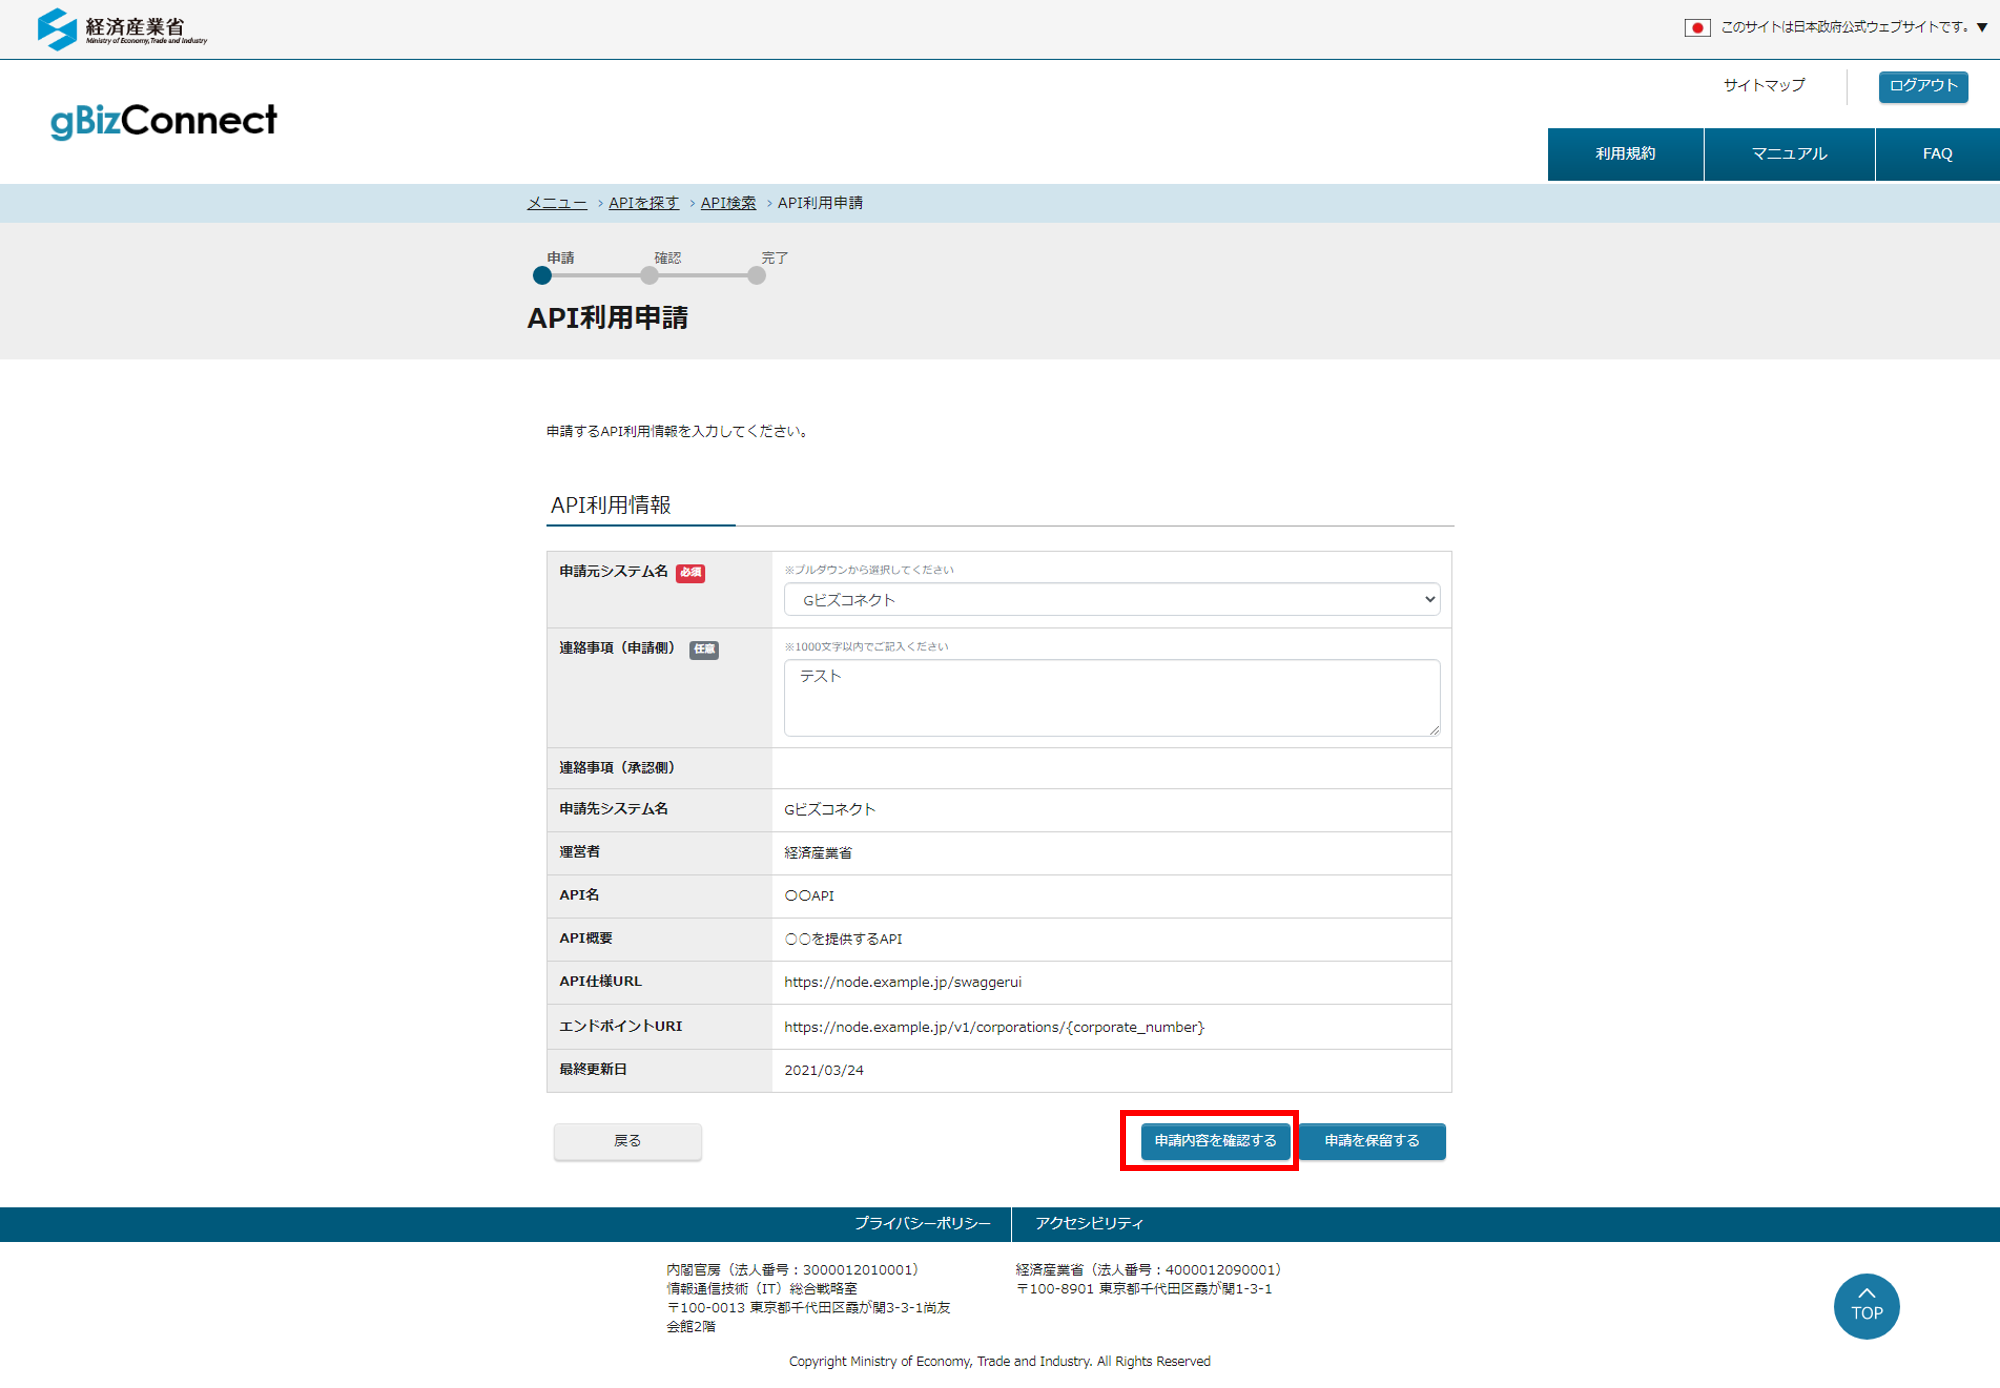 経済産業省
Ministry of Economy, Trade and Industry
このサイトは日本政府公式ウェブサイトです。▼
サイトマップ
ログアウト
gBizConnect
利用規約
マニュアル
FAQ
メニュー > APIを探す > API検索 > API利用申請
申請 確認 完了
API利用申請
申請するAPI利用情報を入力してください。
API利用情報
申請元システム名 必須
※プルダウンから選択してください
Gビズコネクト
連絡事項（申請側） 任意
※1000文字以内でご記入ください
テスト
連絡事項（承認側）
申請先システム名 Gビズコネクト
運営者 経済産業省
API名 〇〇API
API概要 〇〇を提供するAPI
API仕様URL https://node.example.jp/swaggerui
エンドポイントURI https://node.example.jp/v1/corporations/{corporate_number}
最終更新日 2021/03/24
戻る
申請内容を確認する
申請を保留する
プライバシーポリシー
アクセシビリティ
内閣官房（法人番号：3000012010001）
情報通信技術（IT）総合戦略室
〒100-0013 東京都千代田区霞が関3-3-1尚友
会館2階
経済産業省（法人番号：4000012090001）
〒100-8901 東京都千代田区霞が関1-3-1
TOP
Copyright Ministry of Economy, Trade and Industry. All Rights Reserved